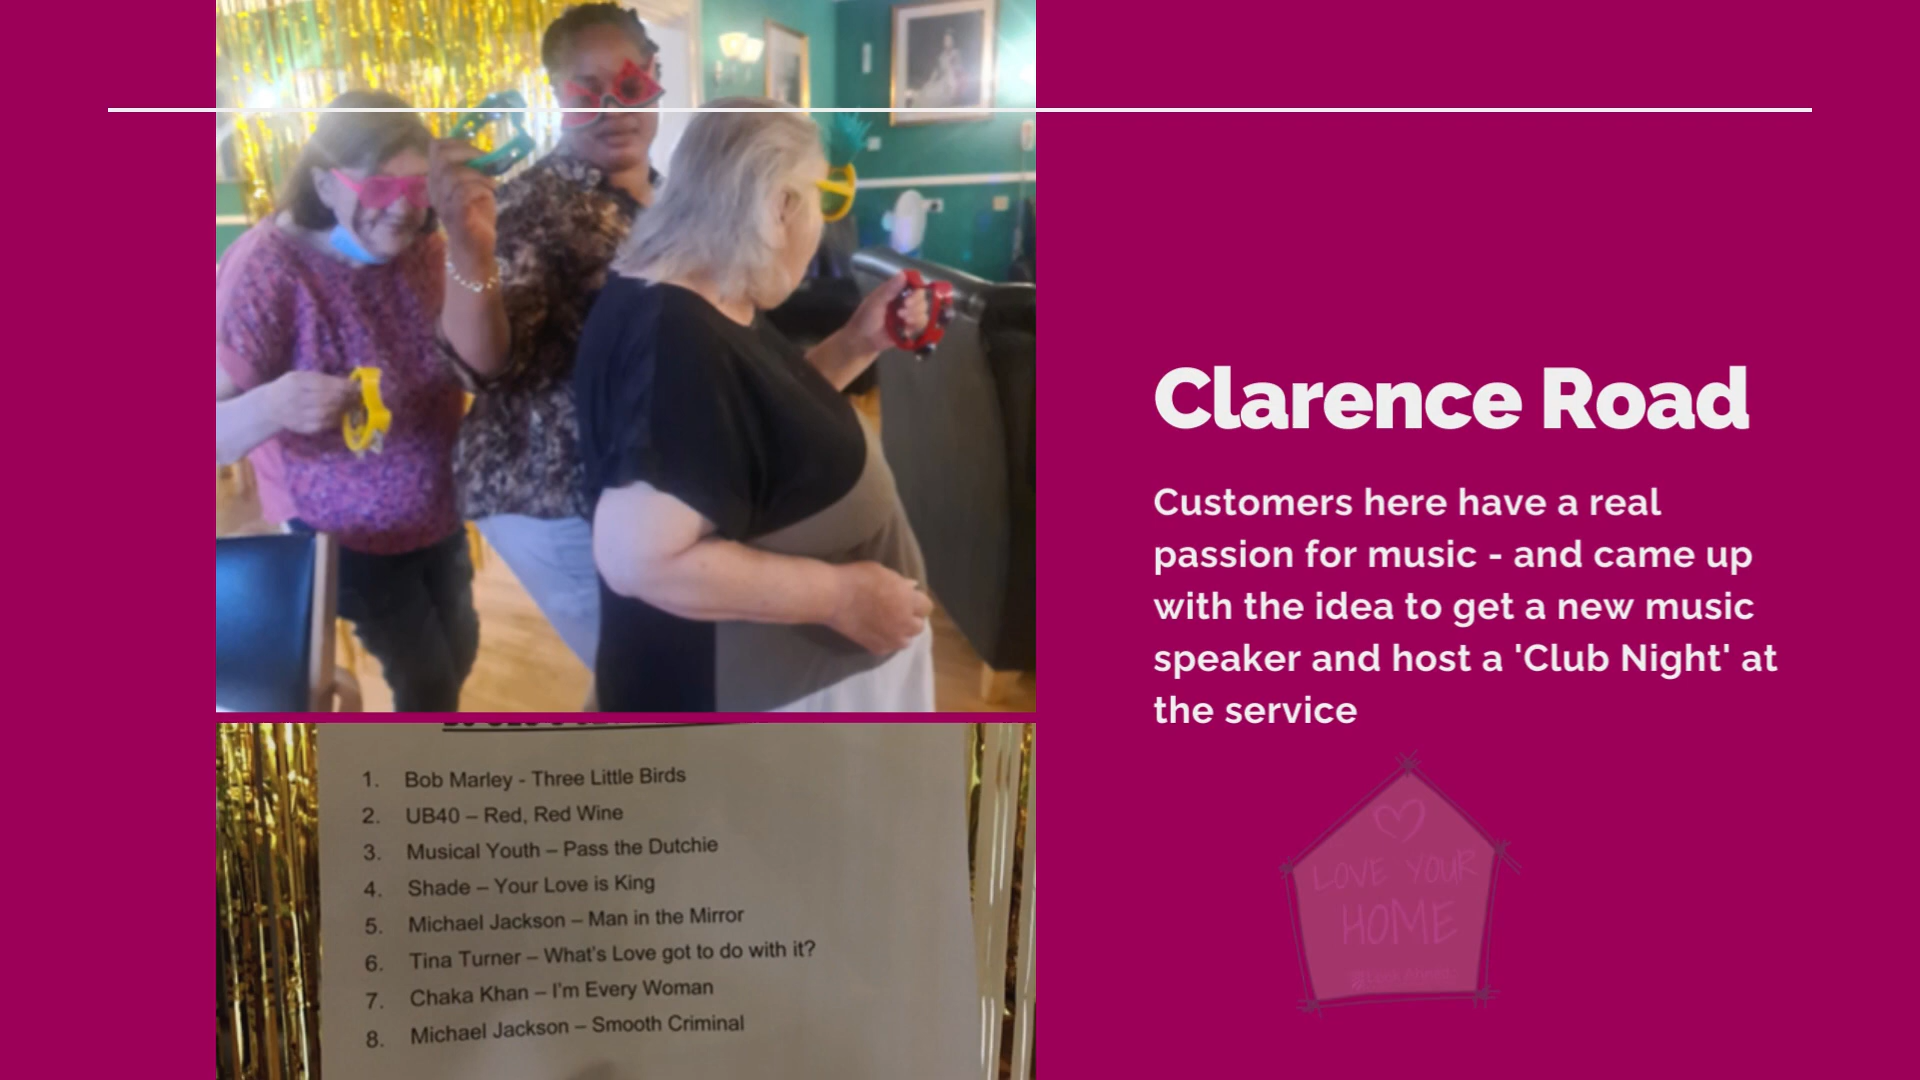 Clarence Road
Customers here have a real
passion for music - and came up
with the idea to get a new music
speaker and host a 'Club Night' at
the service
1. Bob Marley - Three Little Birds
2. UB40 – Red, Red Wine
3. Musical Youth – Pass the Dutchie
4. Shade – Your Love is King
5. Michael Jackson – Man in the Mirror
6. Tina Turner – What's Love got to do with it?
7. Chaka Khan – I'm Every Woman
8. Michael Jackson – Smooth Criminal
LOVE YOUR
HOME
Look Ahead